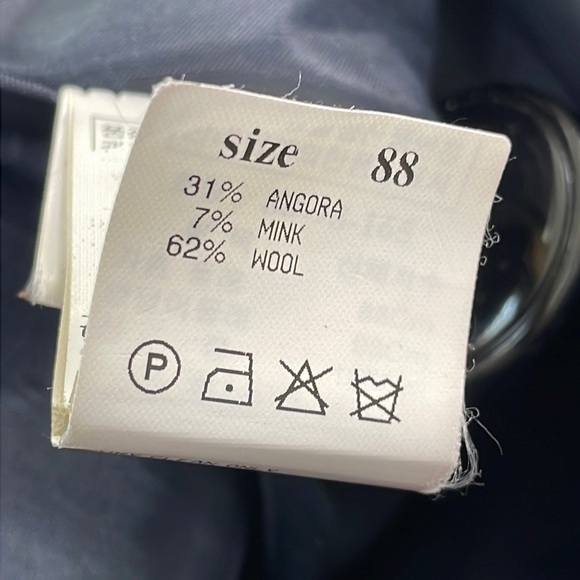 size 88
31% ANGORA
7% MINK
62% WOOL
P